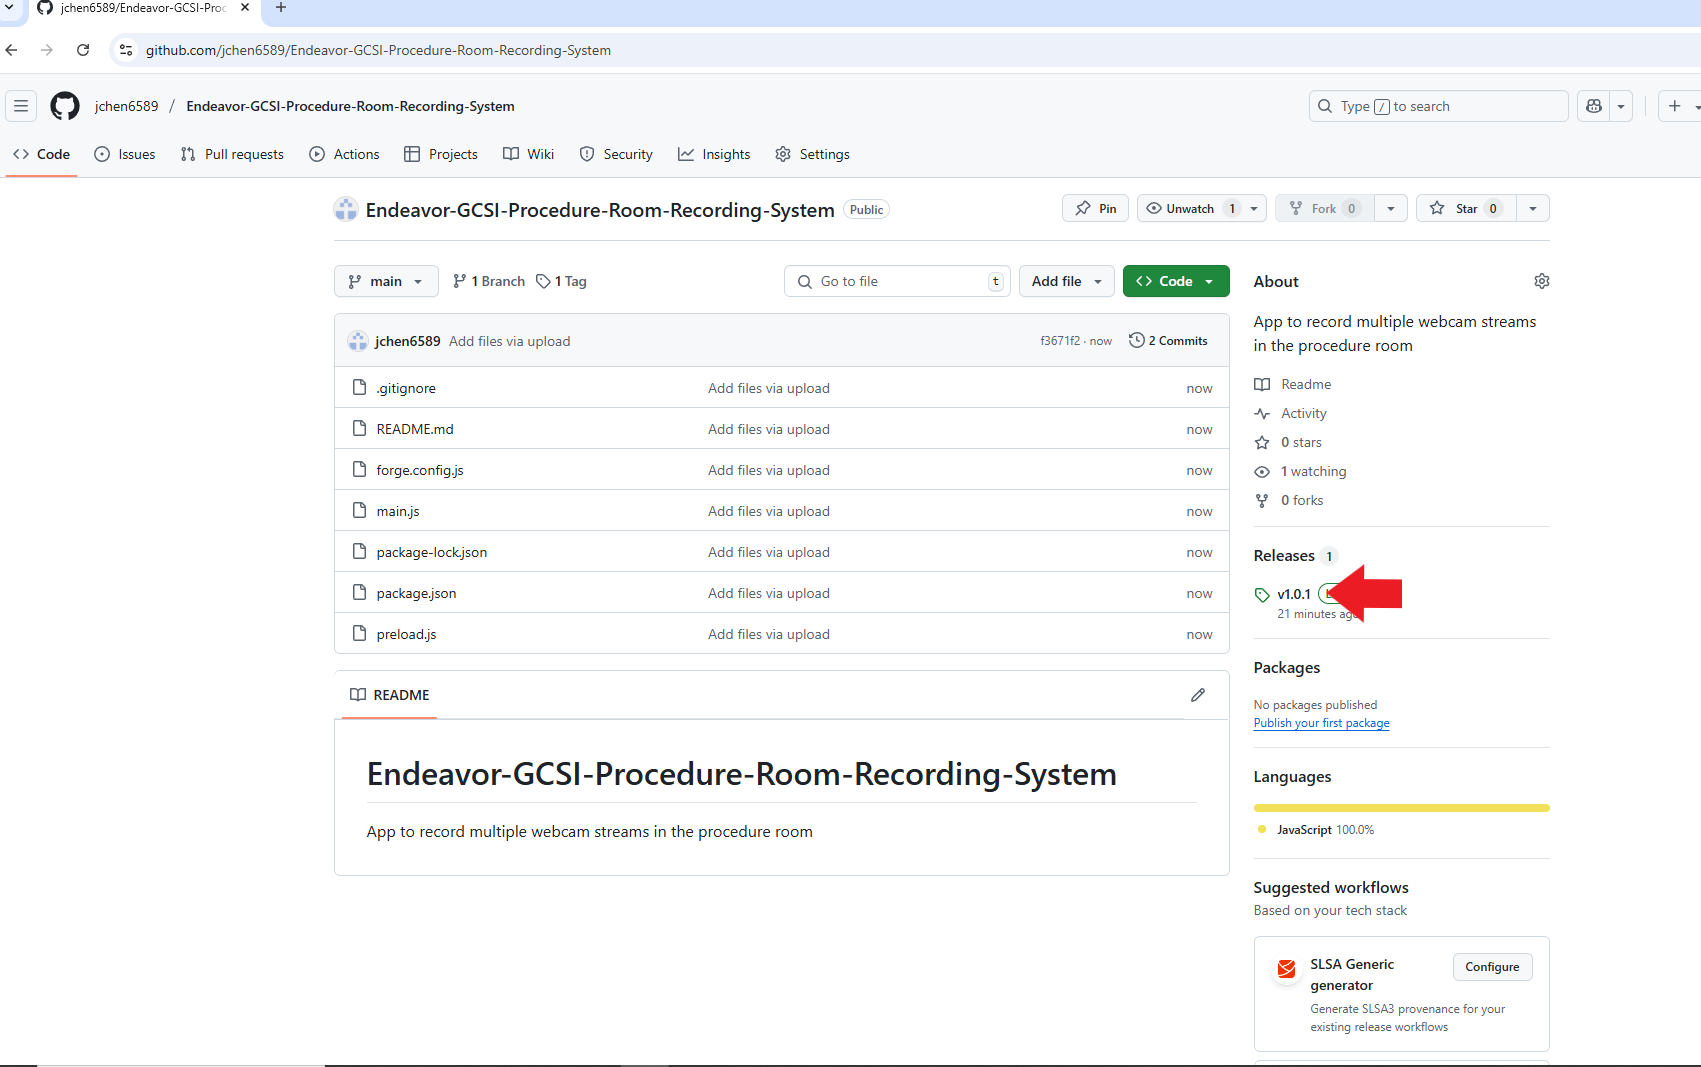 jchen6589/Endeavor-GCSI-Proc
github.com/jchen6589/Endeavor-GCSI-Procedure-Room-Recording-System
jchen6589 / Endeavor-GCSI-Procedure-Room-Recording-System
Type / to search
Code Issues Pull requests Actions Projects Wiki Security Insights Settings
Endeavor-GCSI-Procedure-Room-Recording-System Public
Pin Unwatch 1 Fork 0 Star 0
main 1 Branch 1 Tag Go to file t Add file Code
jchen6589 Add files via upload f3671f2 · now 2 Commits
.gitignore Add files via upload now
README.md Add files via upload now
forge.config.js Add files via upload now
main.js Add files via upload now
package-lock.json Add files via upload now
package.json Add files via upload now
preload.js Add files via upload now
README
Endeavor-GCSI-Procedure-Room-Recording-System
App to record multiple webcam streams in the procedure room
About
App to record multiple webcam streams
in the procedure room
Readme
Activity
0 stars
1 watching
0 forks
Releases 1
v1.0.1
21 minutes ago
Packages
No packages published
Publish your first package
Languages
JavaScript 100.0%
Suggested workflows
Based on your tech stack
SLSA Generic
generator
Configure
Generate SLSA3 provenance for your
existing release workflows